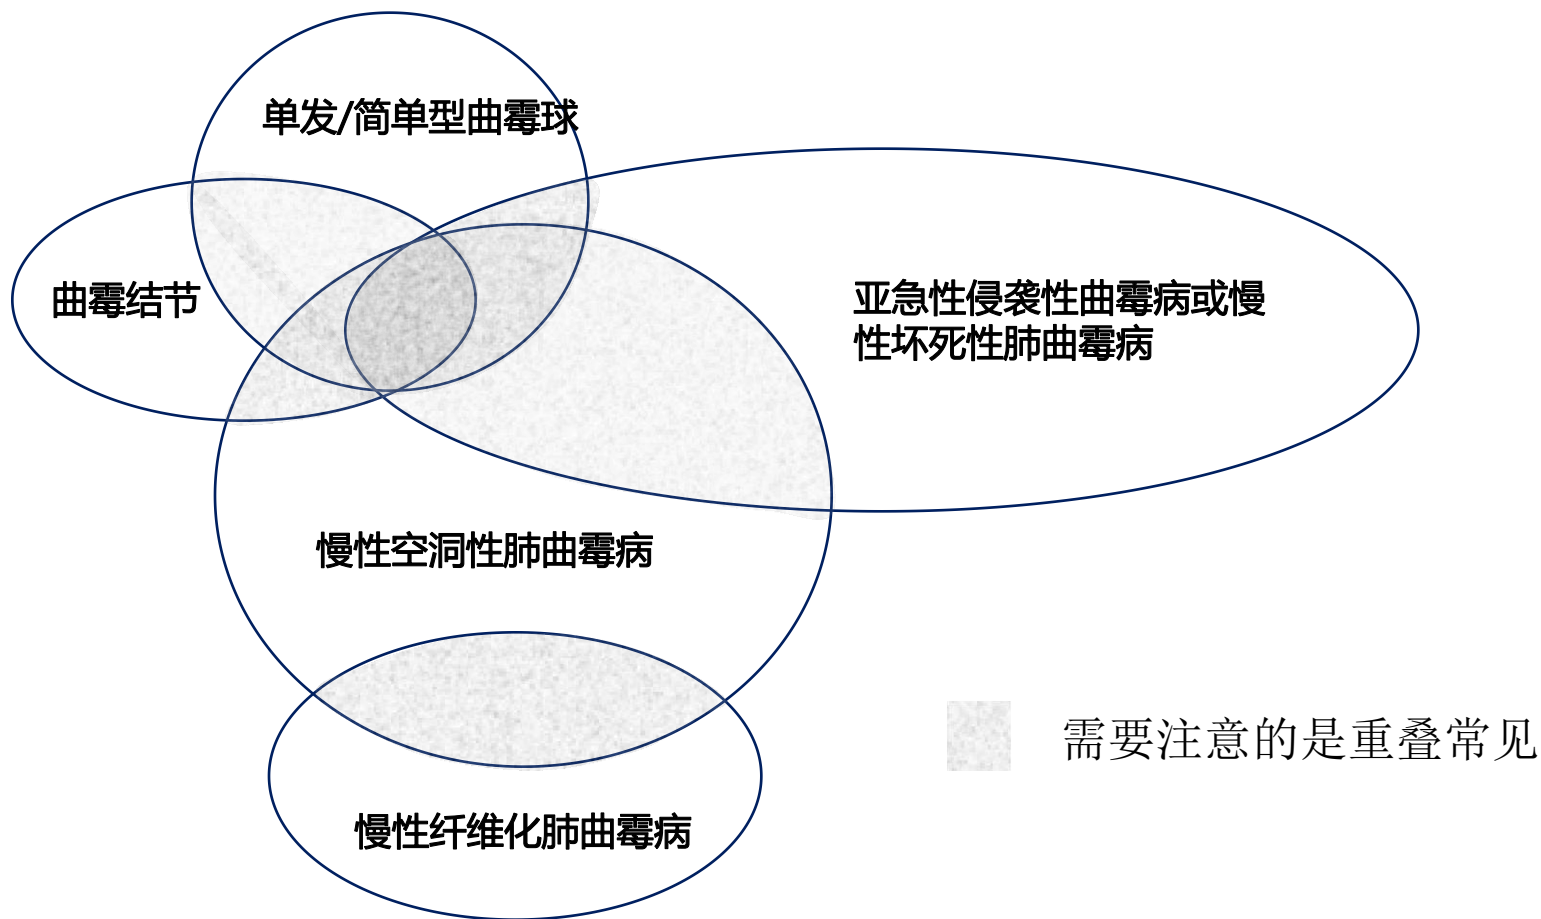 单发/简单型曲霉球
曲霉结节
亚急性侵袭性曲霉病或慢
性坏死性肺曲霉病
慢性空洞性肺曲霉病
需要注意的是重叠常见
慢性纤维化肺曲霉病